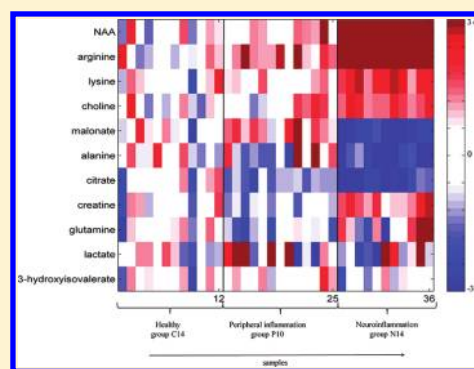 NAA
arginine
lysine
choline
malonate
alanine
citrate
creatine
glutamine
lactate
3-hydroxyisovalerate
3.4
0
12
25
36
Healthy
group C14
Peripheral inflammation
group P10
Neuroinflammation
group N14
samples